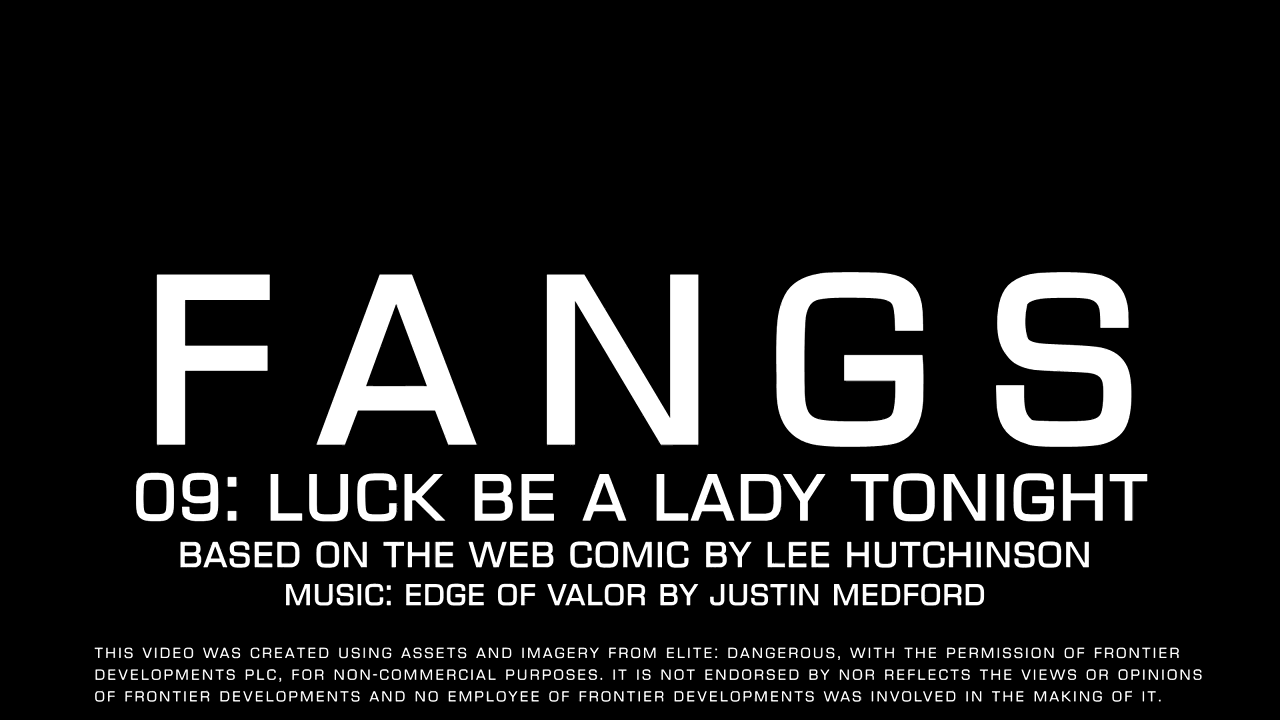 FANGS
09: LUCK BE A LADY TONIGHT
BASED ON THE WEB COMIC BY LEE HUTCHINSON
MUSIC: EDGE OF VALOR BY JUSTIN MEDFORD
THIS VIDEO WAS CREATED USING ASSETS AND IMAGERY FROM ELITE: DANGEROUS, WITH THE PERMISSION OF FRONTIER
DEVELOPMENTS PLC, FOR NON-COMMERCIAL PURPOSES. IT IS NOT ENDORSED BY NOR REFLECTS THE VIEWS OR OPINIONS
OF FRONTIER DEVELOPMENTS AND NO EMPLOYEE OF FRONTIER DEVELOPMENTS WAS INVOLVED IN THE MAKING OF IT.